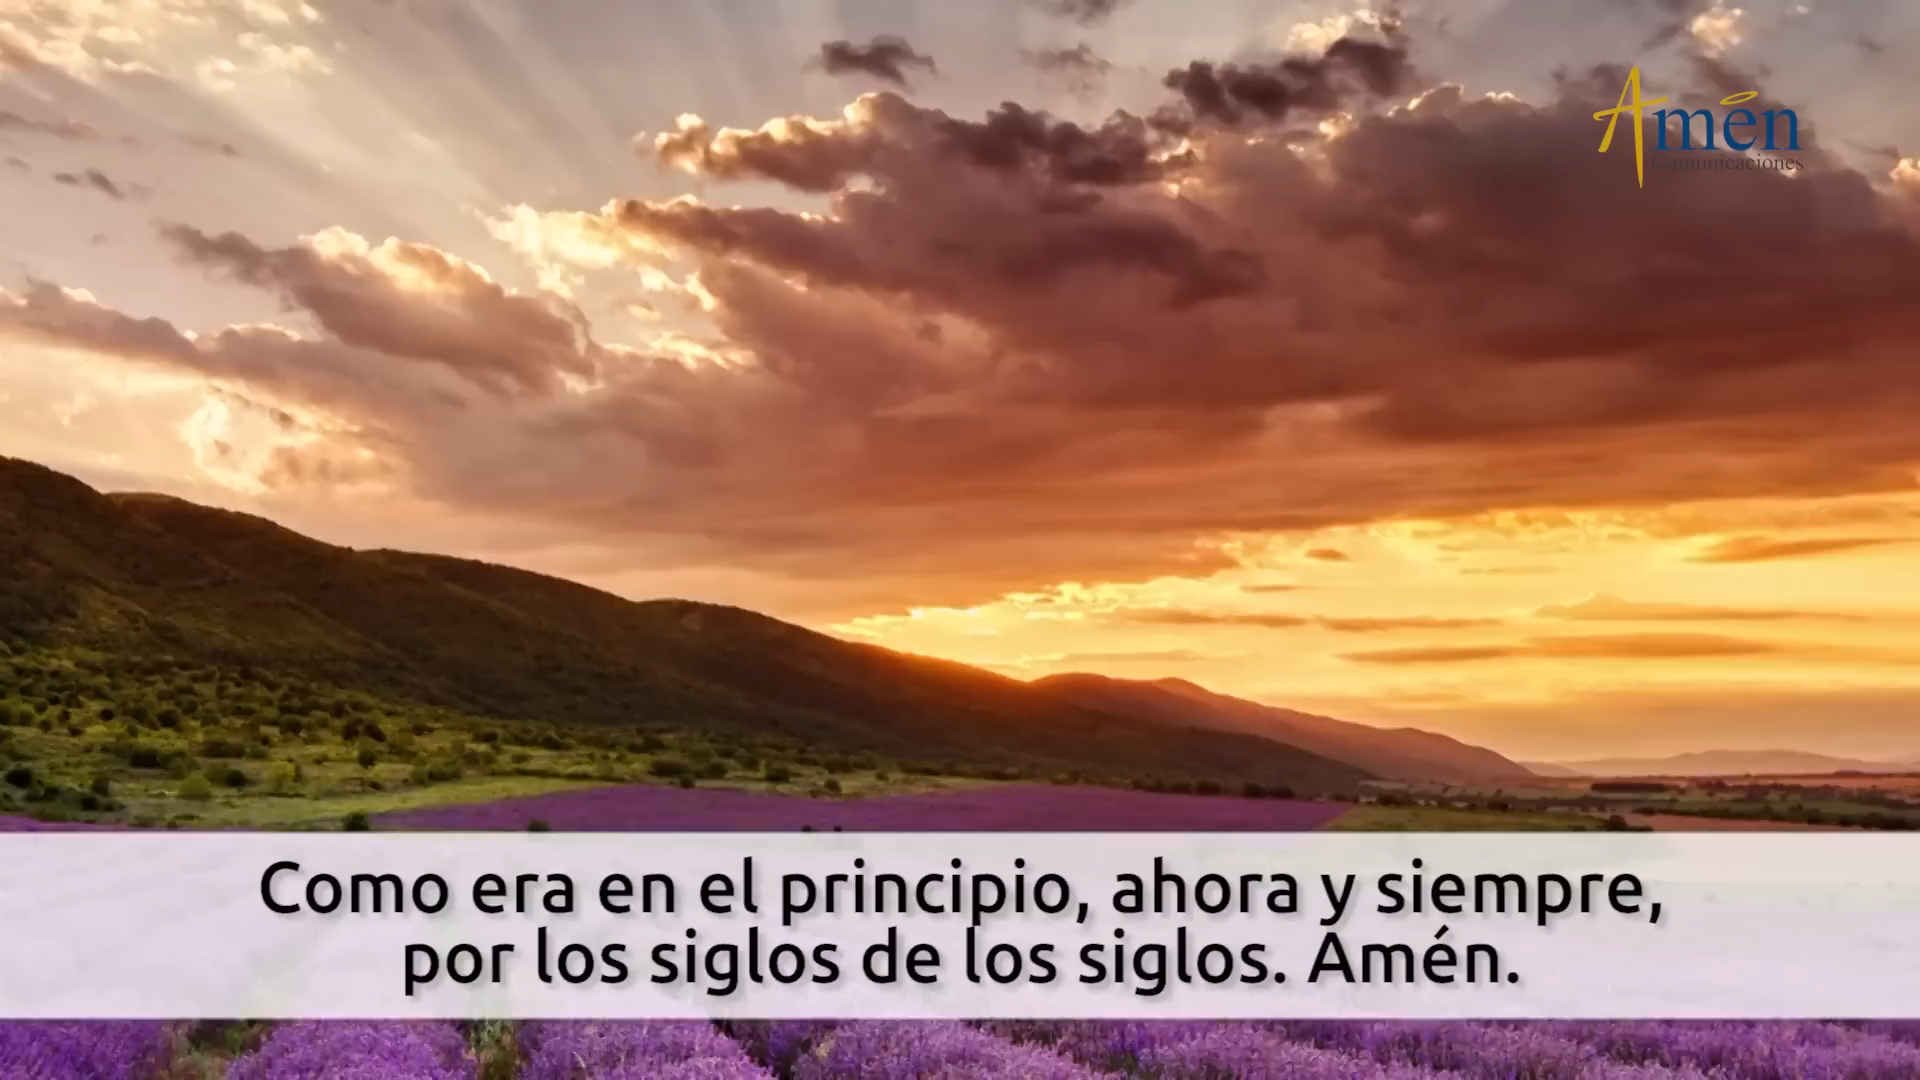 Amén
Comunicaciones
Como era en el principio, ahora y siempre,
por los siglos de los siglos. Amén.